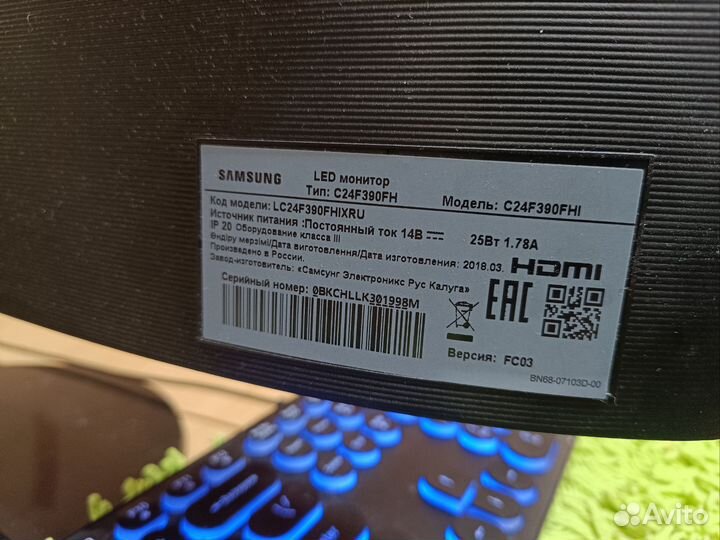 SAMSUNG
LED монитор
Тип: C24F390FH
Модель: C24F390FHI
Код модели: LC24F390FHIXRU
Источник питания :Постоянный ток 14В 25Вт 1.78A
IP 20 Оборудование класса III
Өндіру мерзімі/Дата виготовлення/Дата изготовления: 2018.03.
Произведено в России.
Завод-изготовитель: «Самсунг Электроникс Рус Калуга»
HDMI
Серийный номер: 0BKCHLLK301998M
EAC
Версия: FC03
BN68-07103D-00
Avito